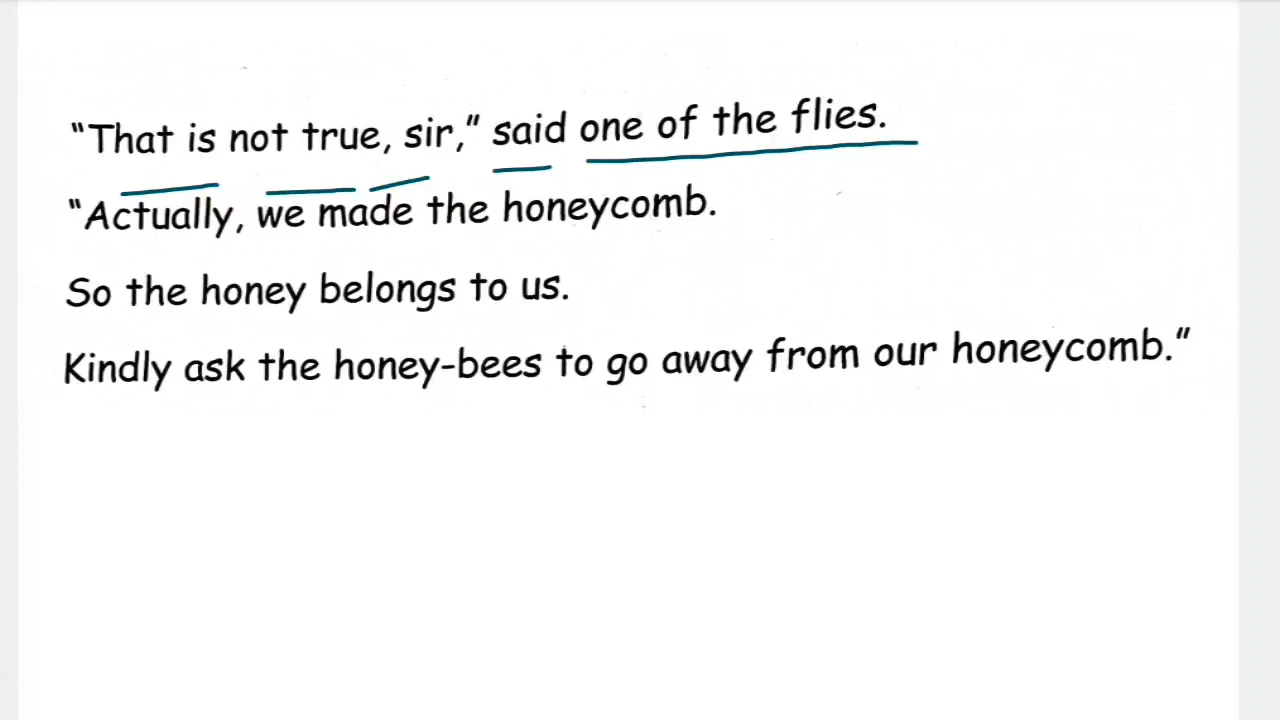 “That is not true, sir,” said one of the flies.
“Actually, we made the honeycomb.
So the honey belongs to us.
Kindly ask the honey-bees to go away from our honeycomb.”